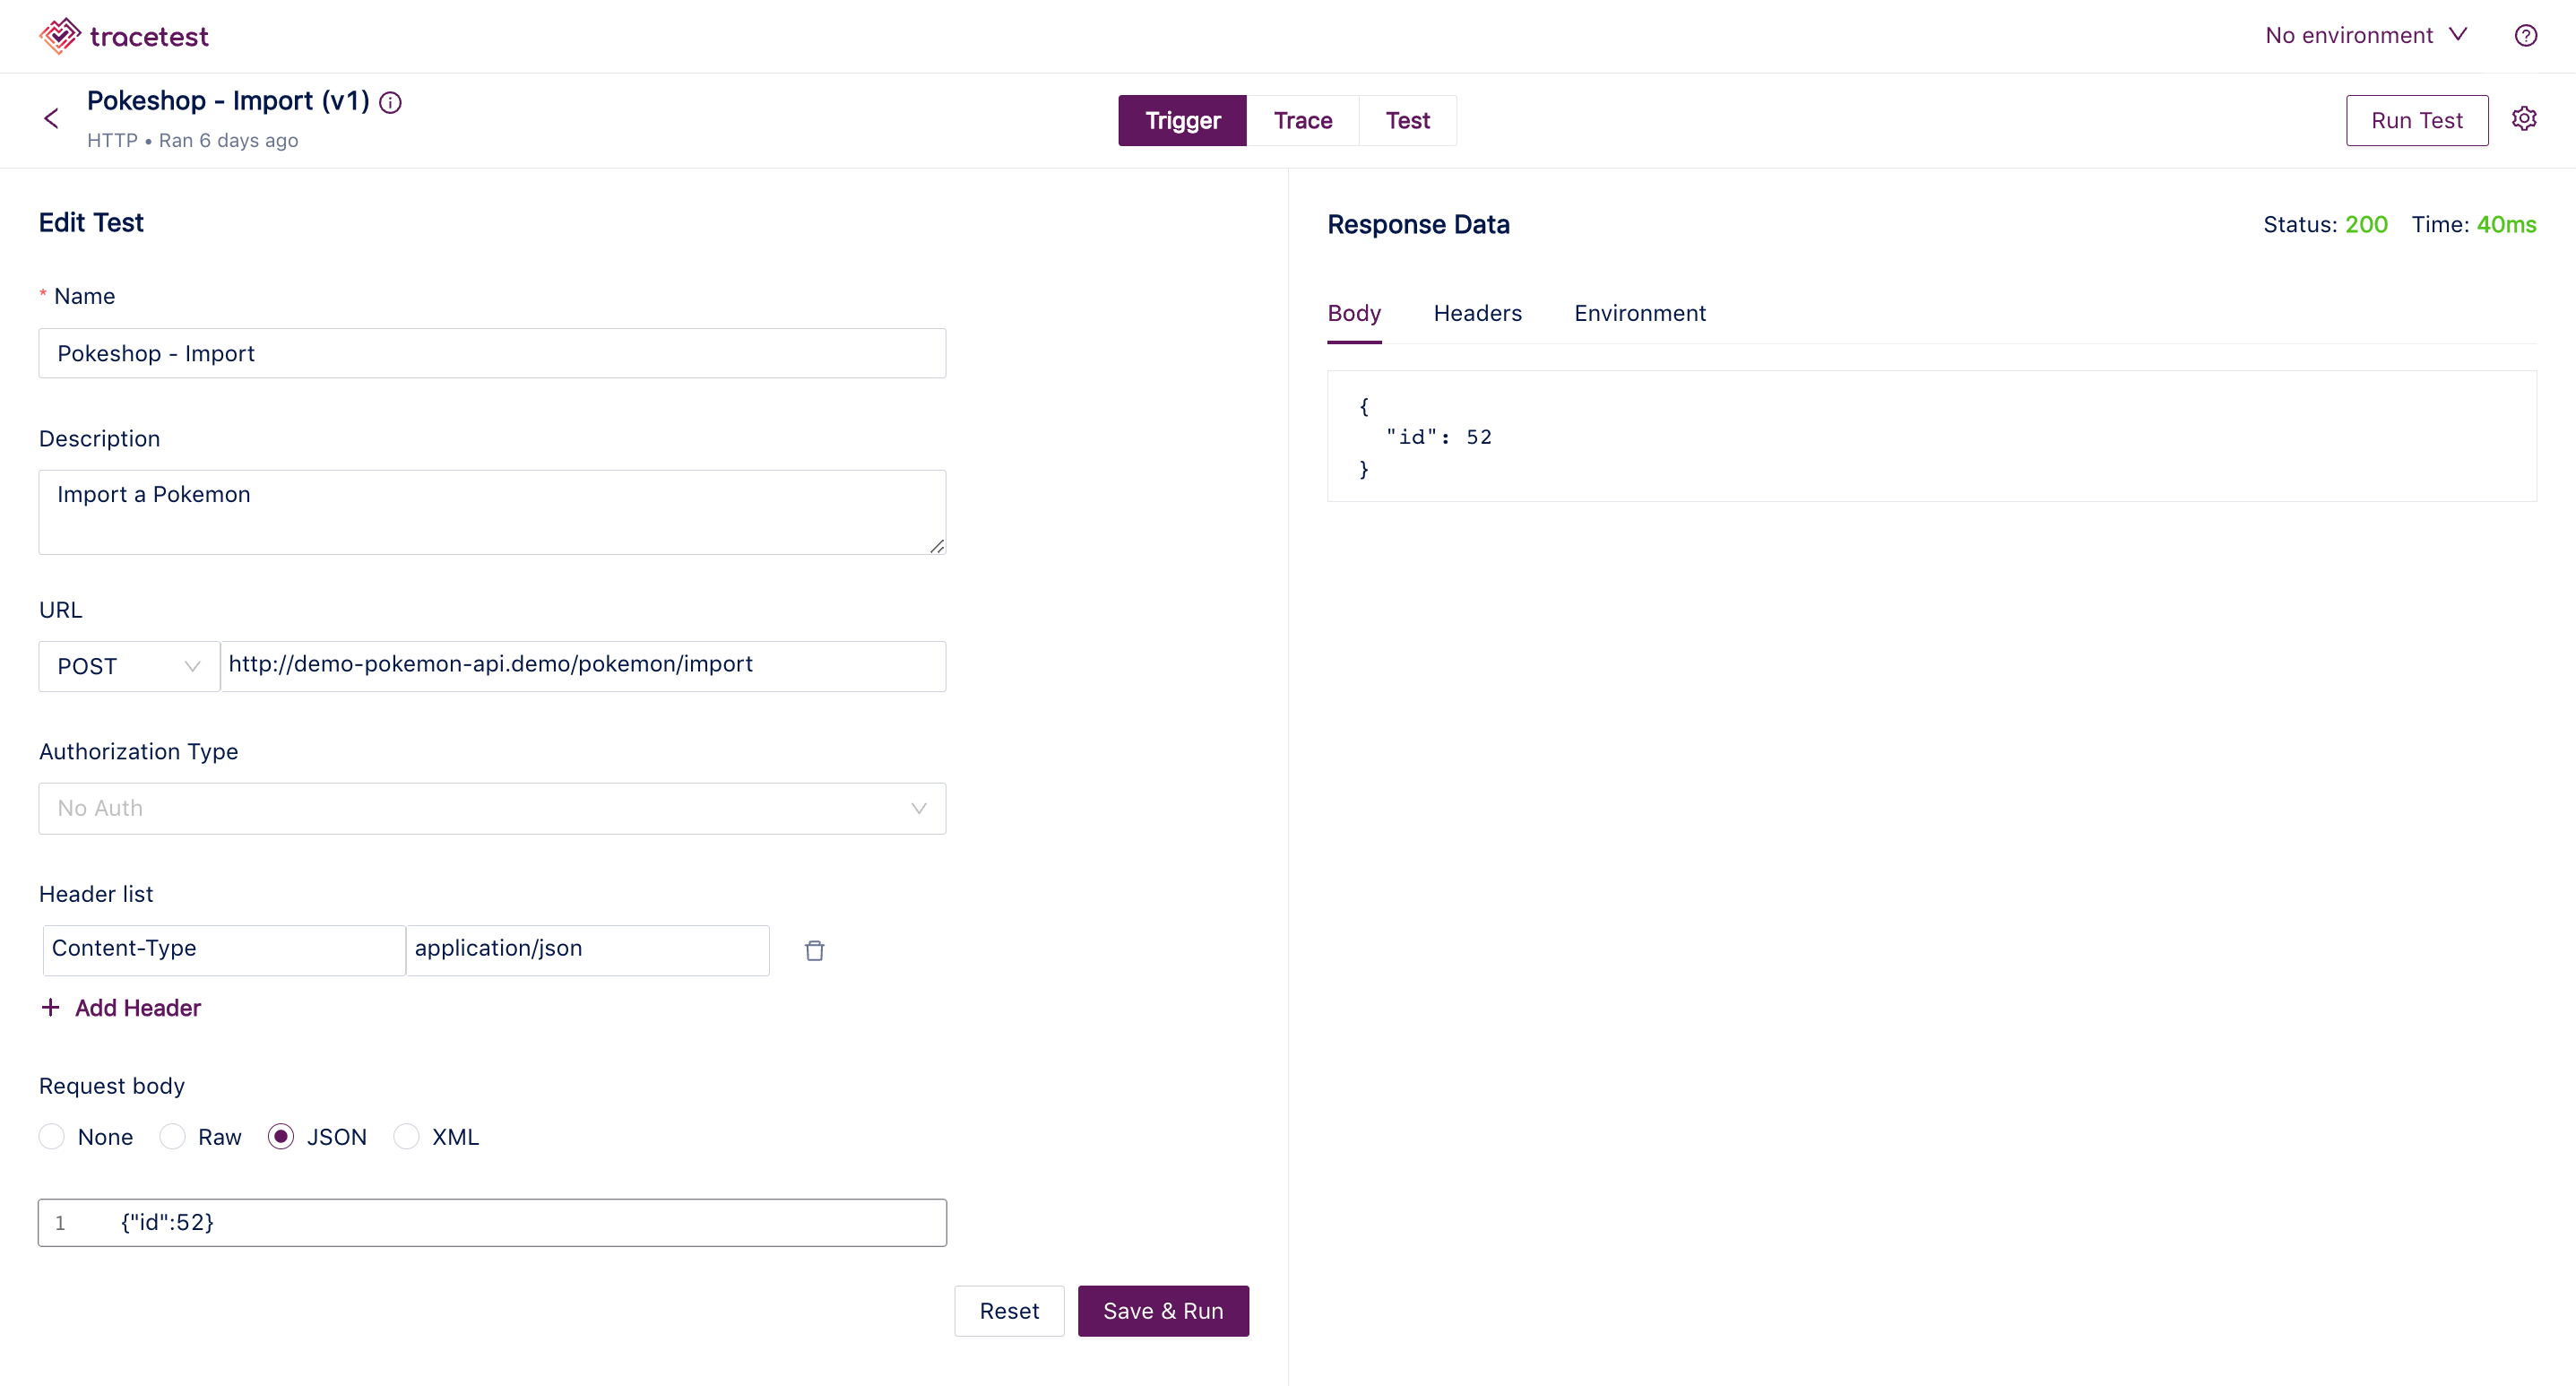 tracetest
No environment
Pokeshop - Import (v1)
HTTP • Ran 6 days ago
Trigger
Trace
Test
Run Test
Edit Test
* Name
Pokeshop - Import
Description
Import a Pokemon
URL
POST
http://demo-pokemon-api.demo/pokemon/import
Authorization Type
No Auth
Header list
Content-Type
application/json
+ Add Header
Request body
None
Raw
JSON
XML
1 {"id":52}
Reset
Save & Run
Response Data
Status: 200 Time: 40ms
Body
Headers
Environment
{
"id": 52
}